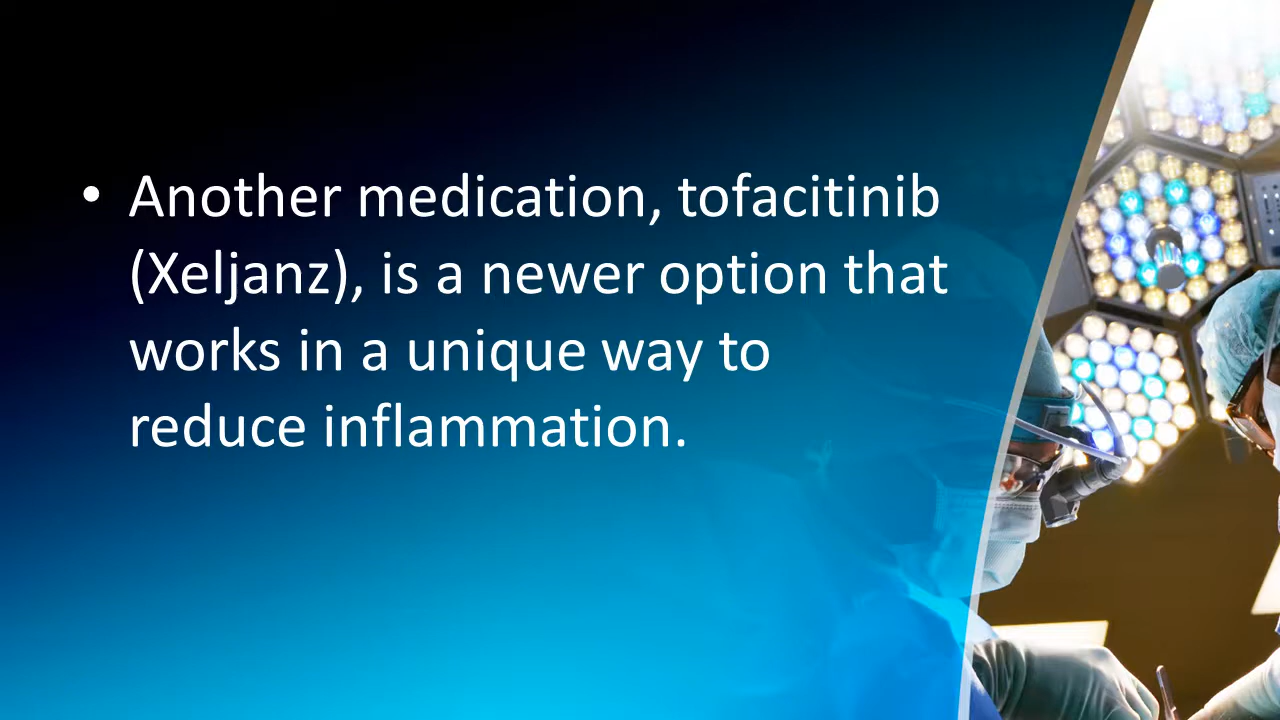 • Another medication, tofacitinib
(Xeljanz), is a newer option that
works in a unique way to
reduce inflammation.